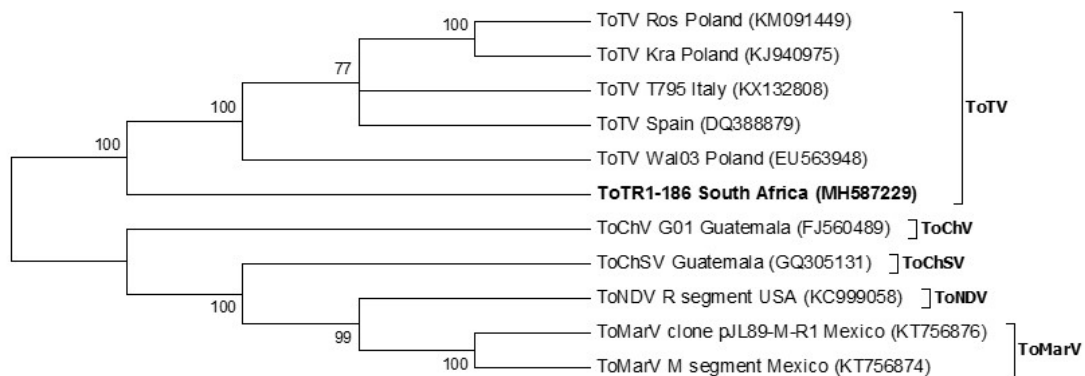 100 ToTV Ros Poland (KM091449)
ToTV Kra Poland (KJ940975)
77
ToTV T795 Italy (KX132808)
ToTV
100
ToTV Spain (DQ388879)
100
ToTV Wal03 Poland (EU563948)
ToTR1-186 South Africa (MH587229)
ToChV G01 Guatemala (FJ560489) ToChV
ToChSV Guatemala (GQ305131) ToChSV
100
ToNDV R segment USA (KC999058) ToNDV
99
ToMarV clone pJL89-M-R1 Mexico (KT756876)
ToMarV
100
ToMarV M segment Mexico (KT756874)